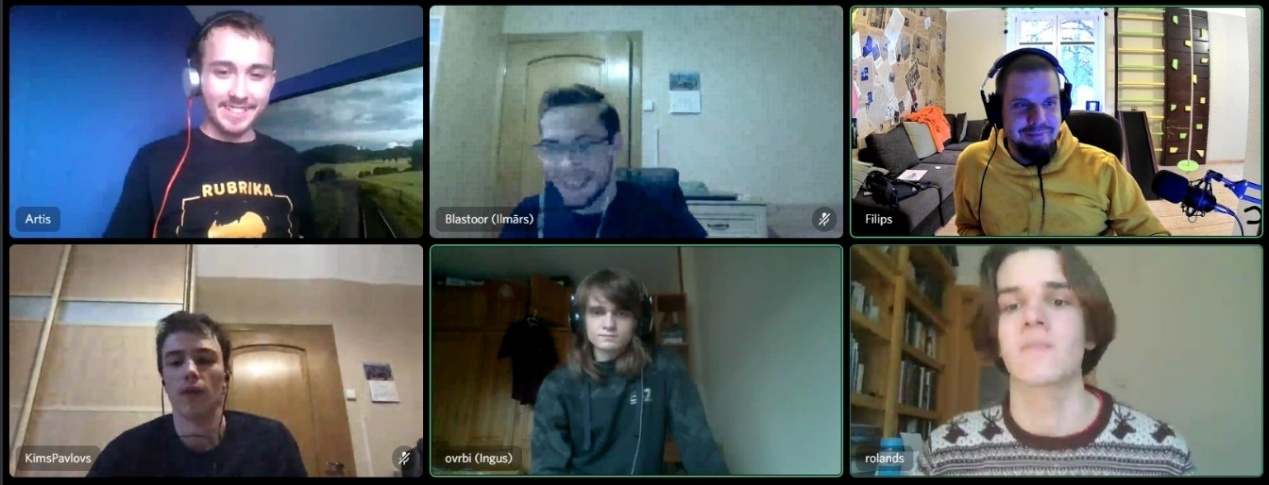 RUBRIKA
Artis
Blastoor (Ilmārs)
Filips
KimsPavlovs
ovrbi (Ingus)
rolands